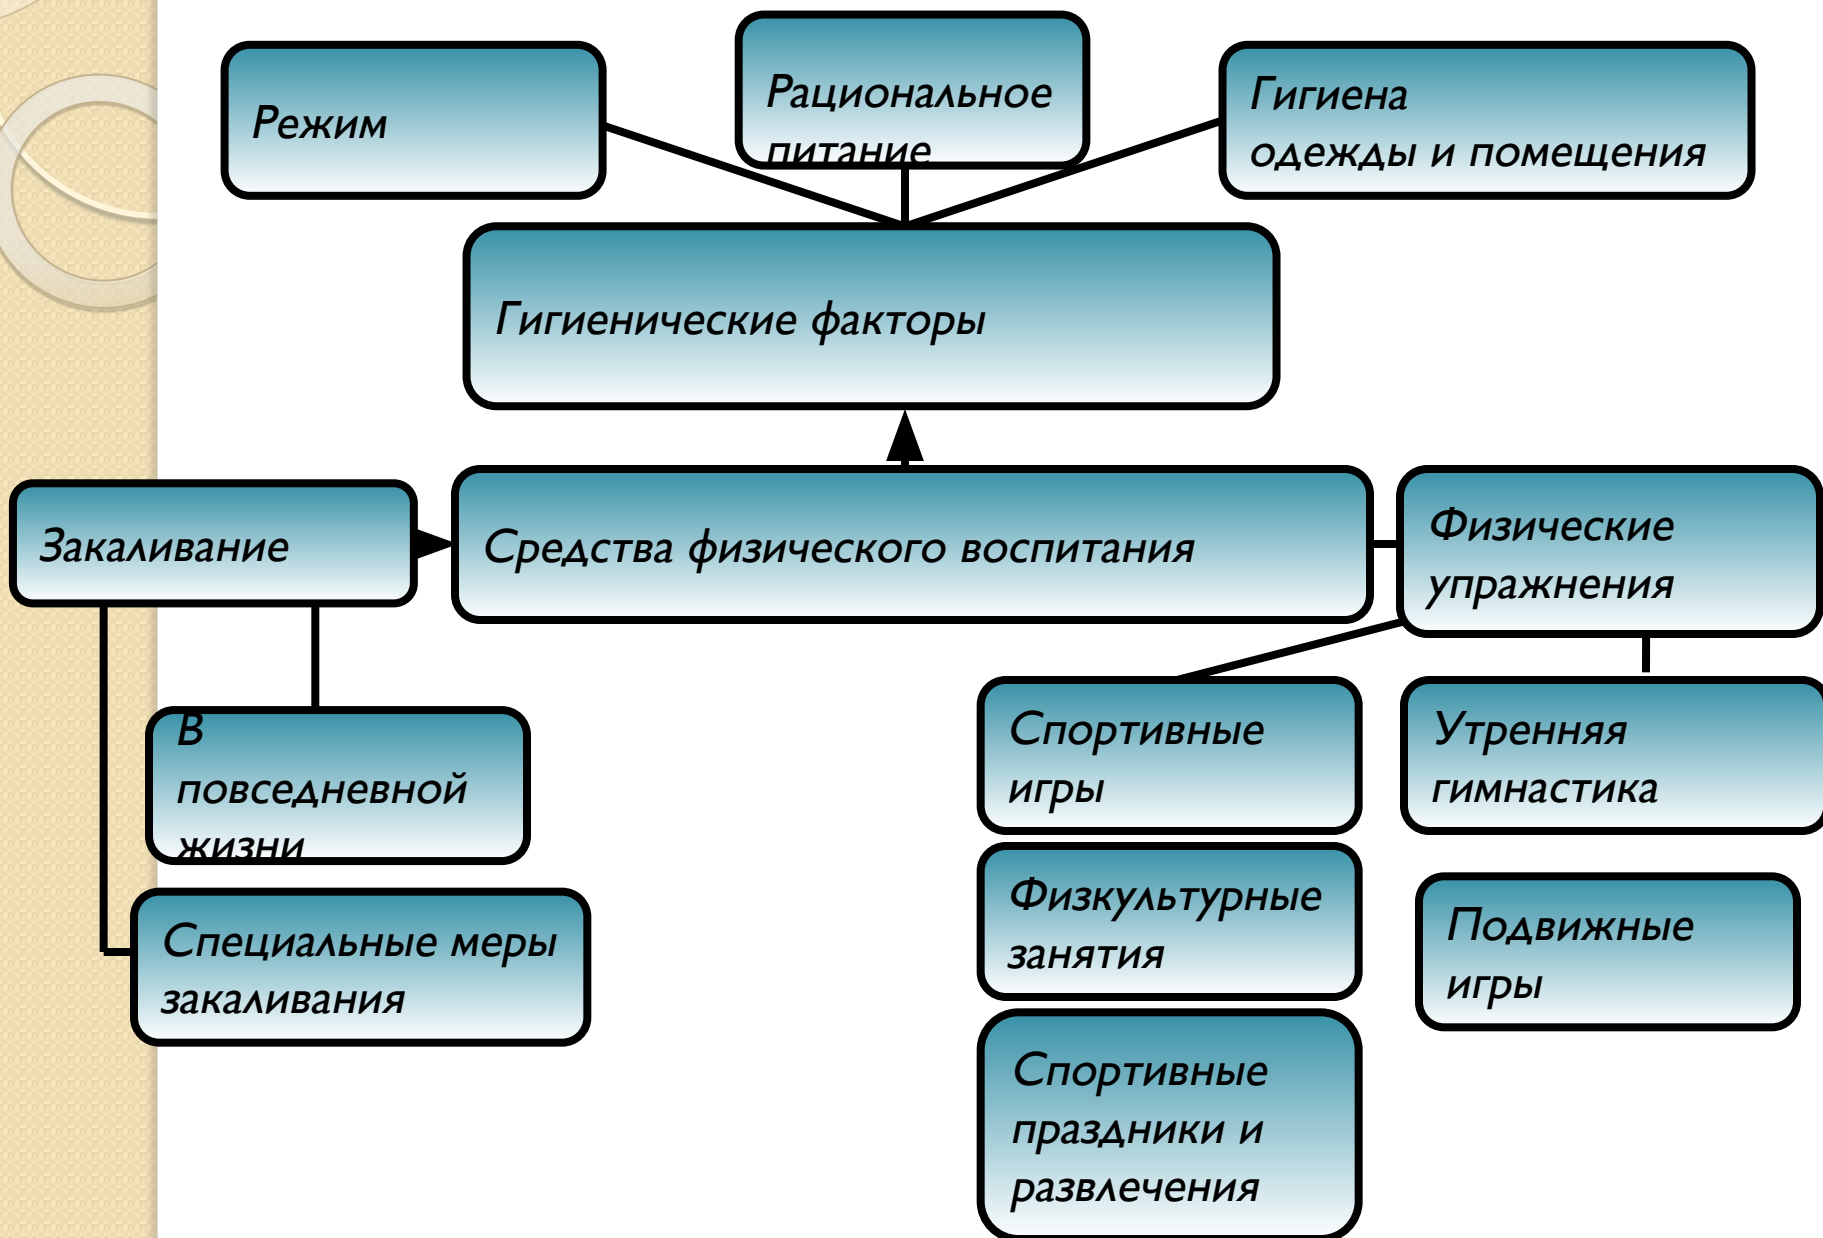 Режим
Рациональное
питание
Гигиена
одежды и помещения
Гигиенические факторы
Закаливание
Средства физического воспитания
Физические
упражнения
В
повседневной
жизни
Специальные меры
закаливания
Спортивные
игры
Утренняя
гимнастика
Физкультурные
занятия
Подвижные
игры
Спортивные
праздники и
развлечения